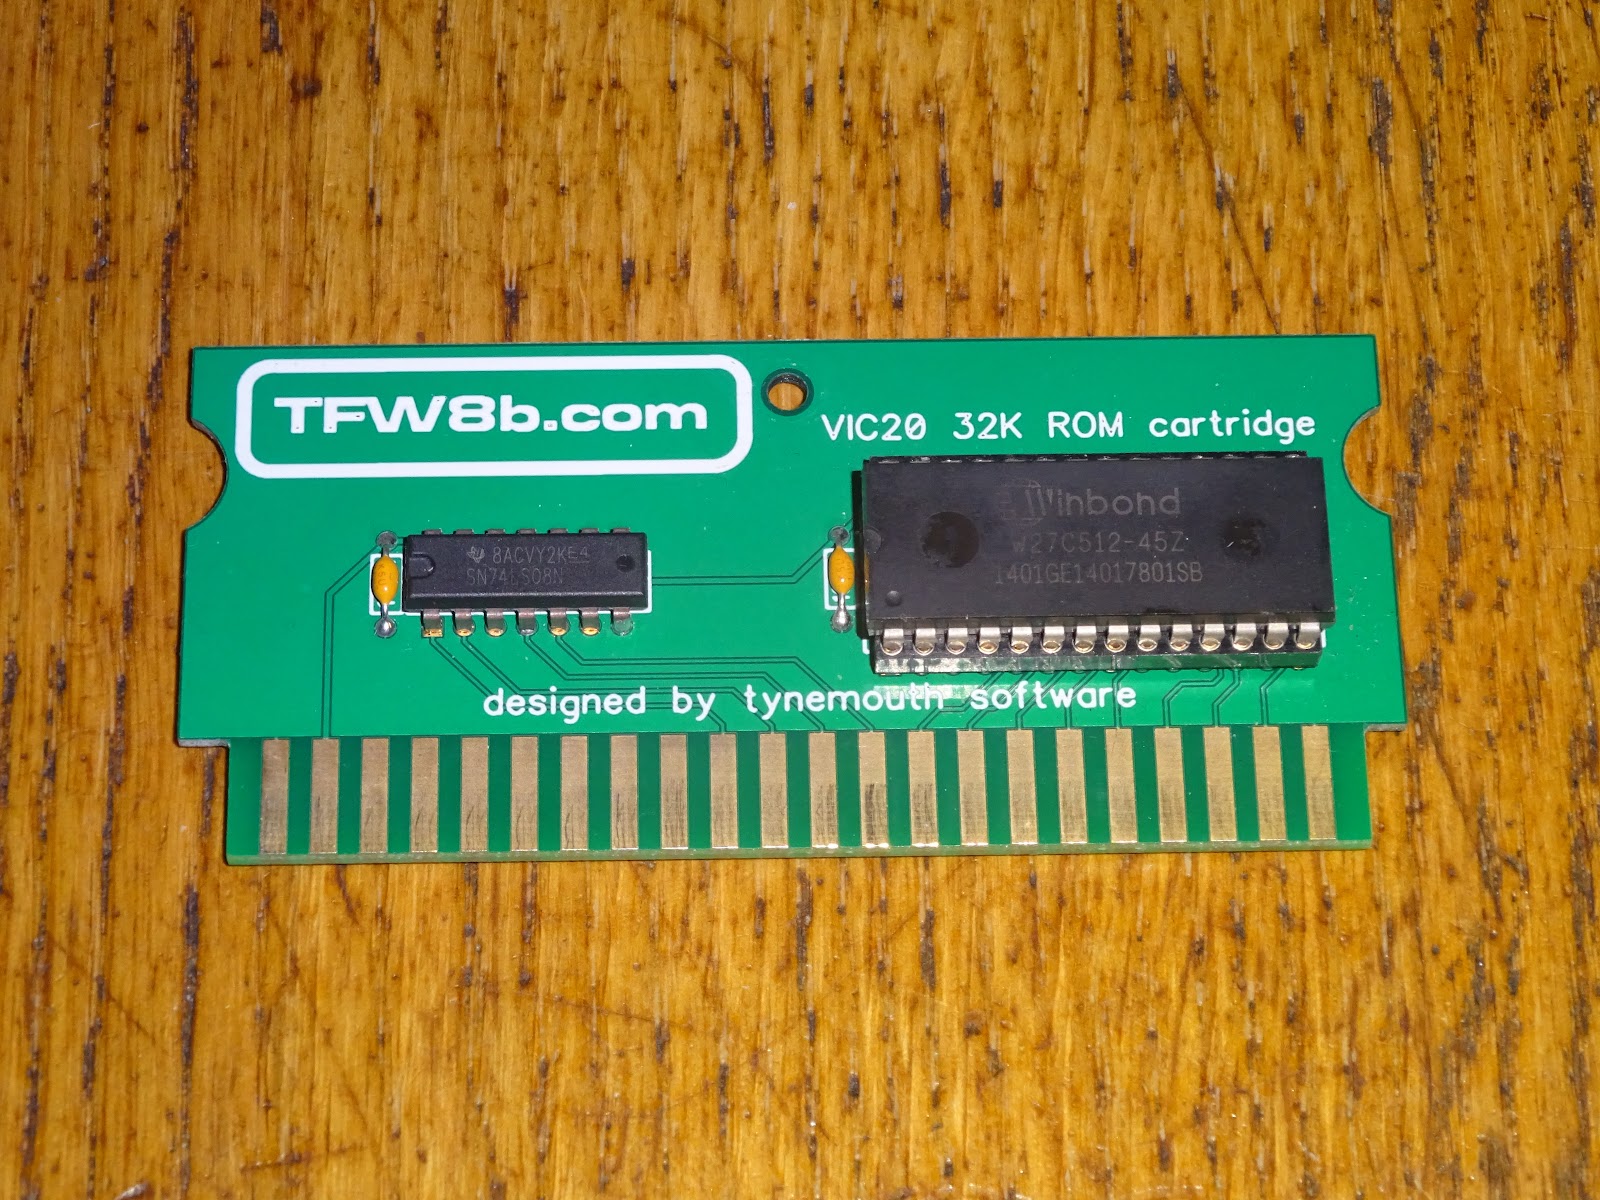 TFW8b.com
VIC20 32K ROM cartridge
Winbond
W27C512-45Z
1401GE14017801SB
8ACVY2KE4
SN74LS08N
designed by tynemouth software